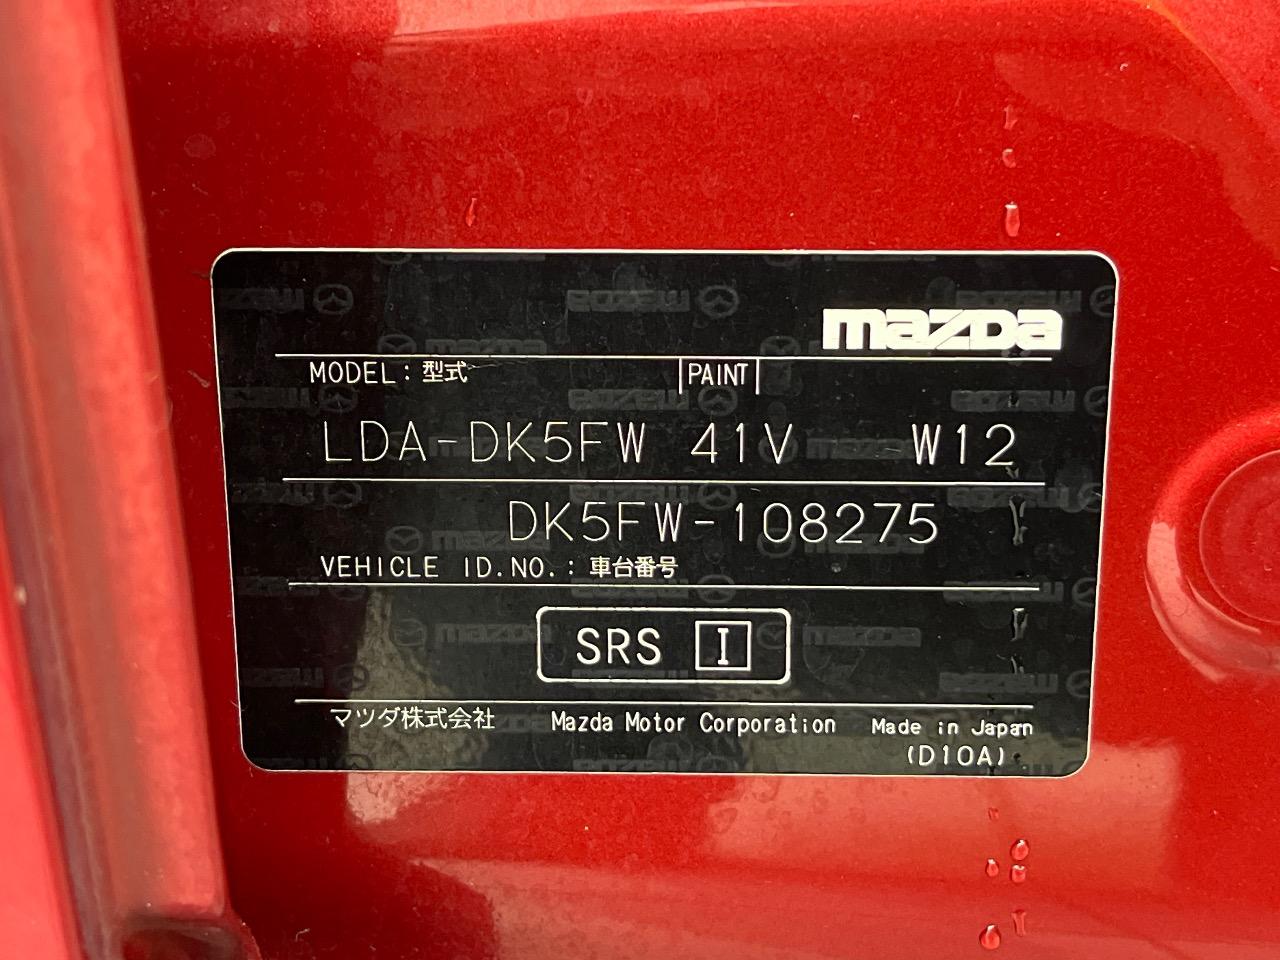 mazda
MODEL：型式 PAINT
LDA-DK5FW 41V W12
DK5FW-108275
VEHICLE ID.NO.：車台番号
SRS I
マツダ株式会社 Mazda Motor Corporation Made in Japan
(D10A)